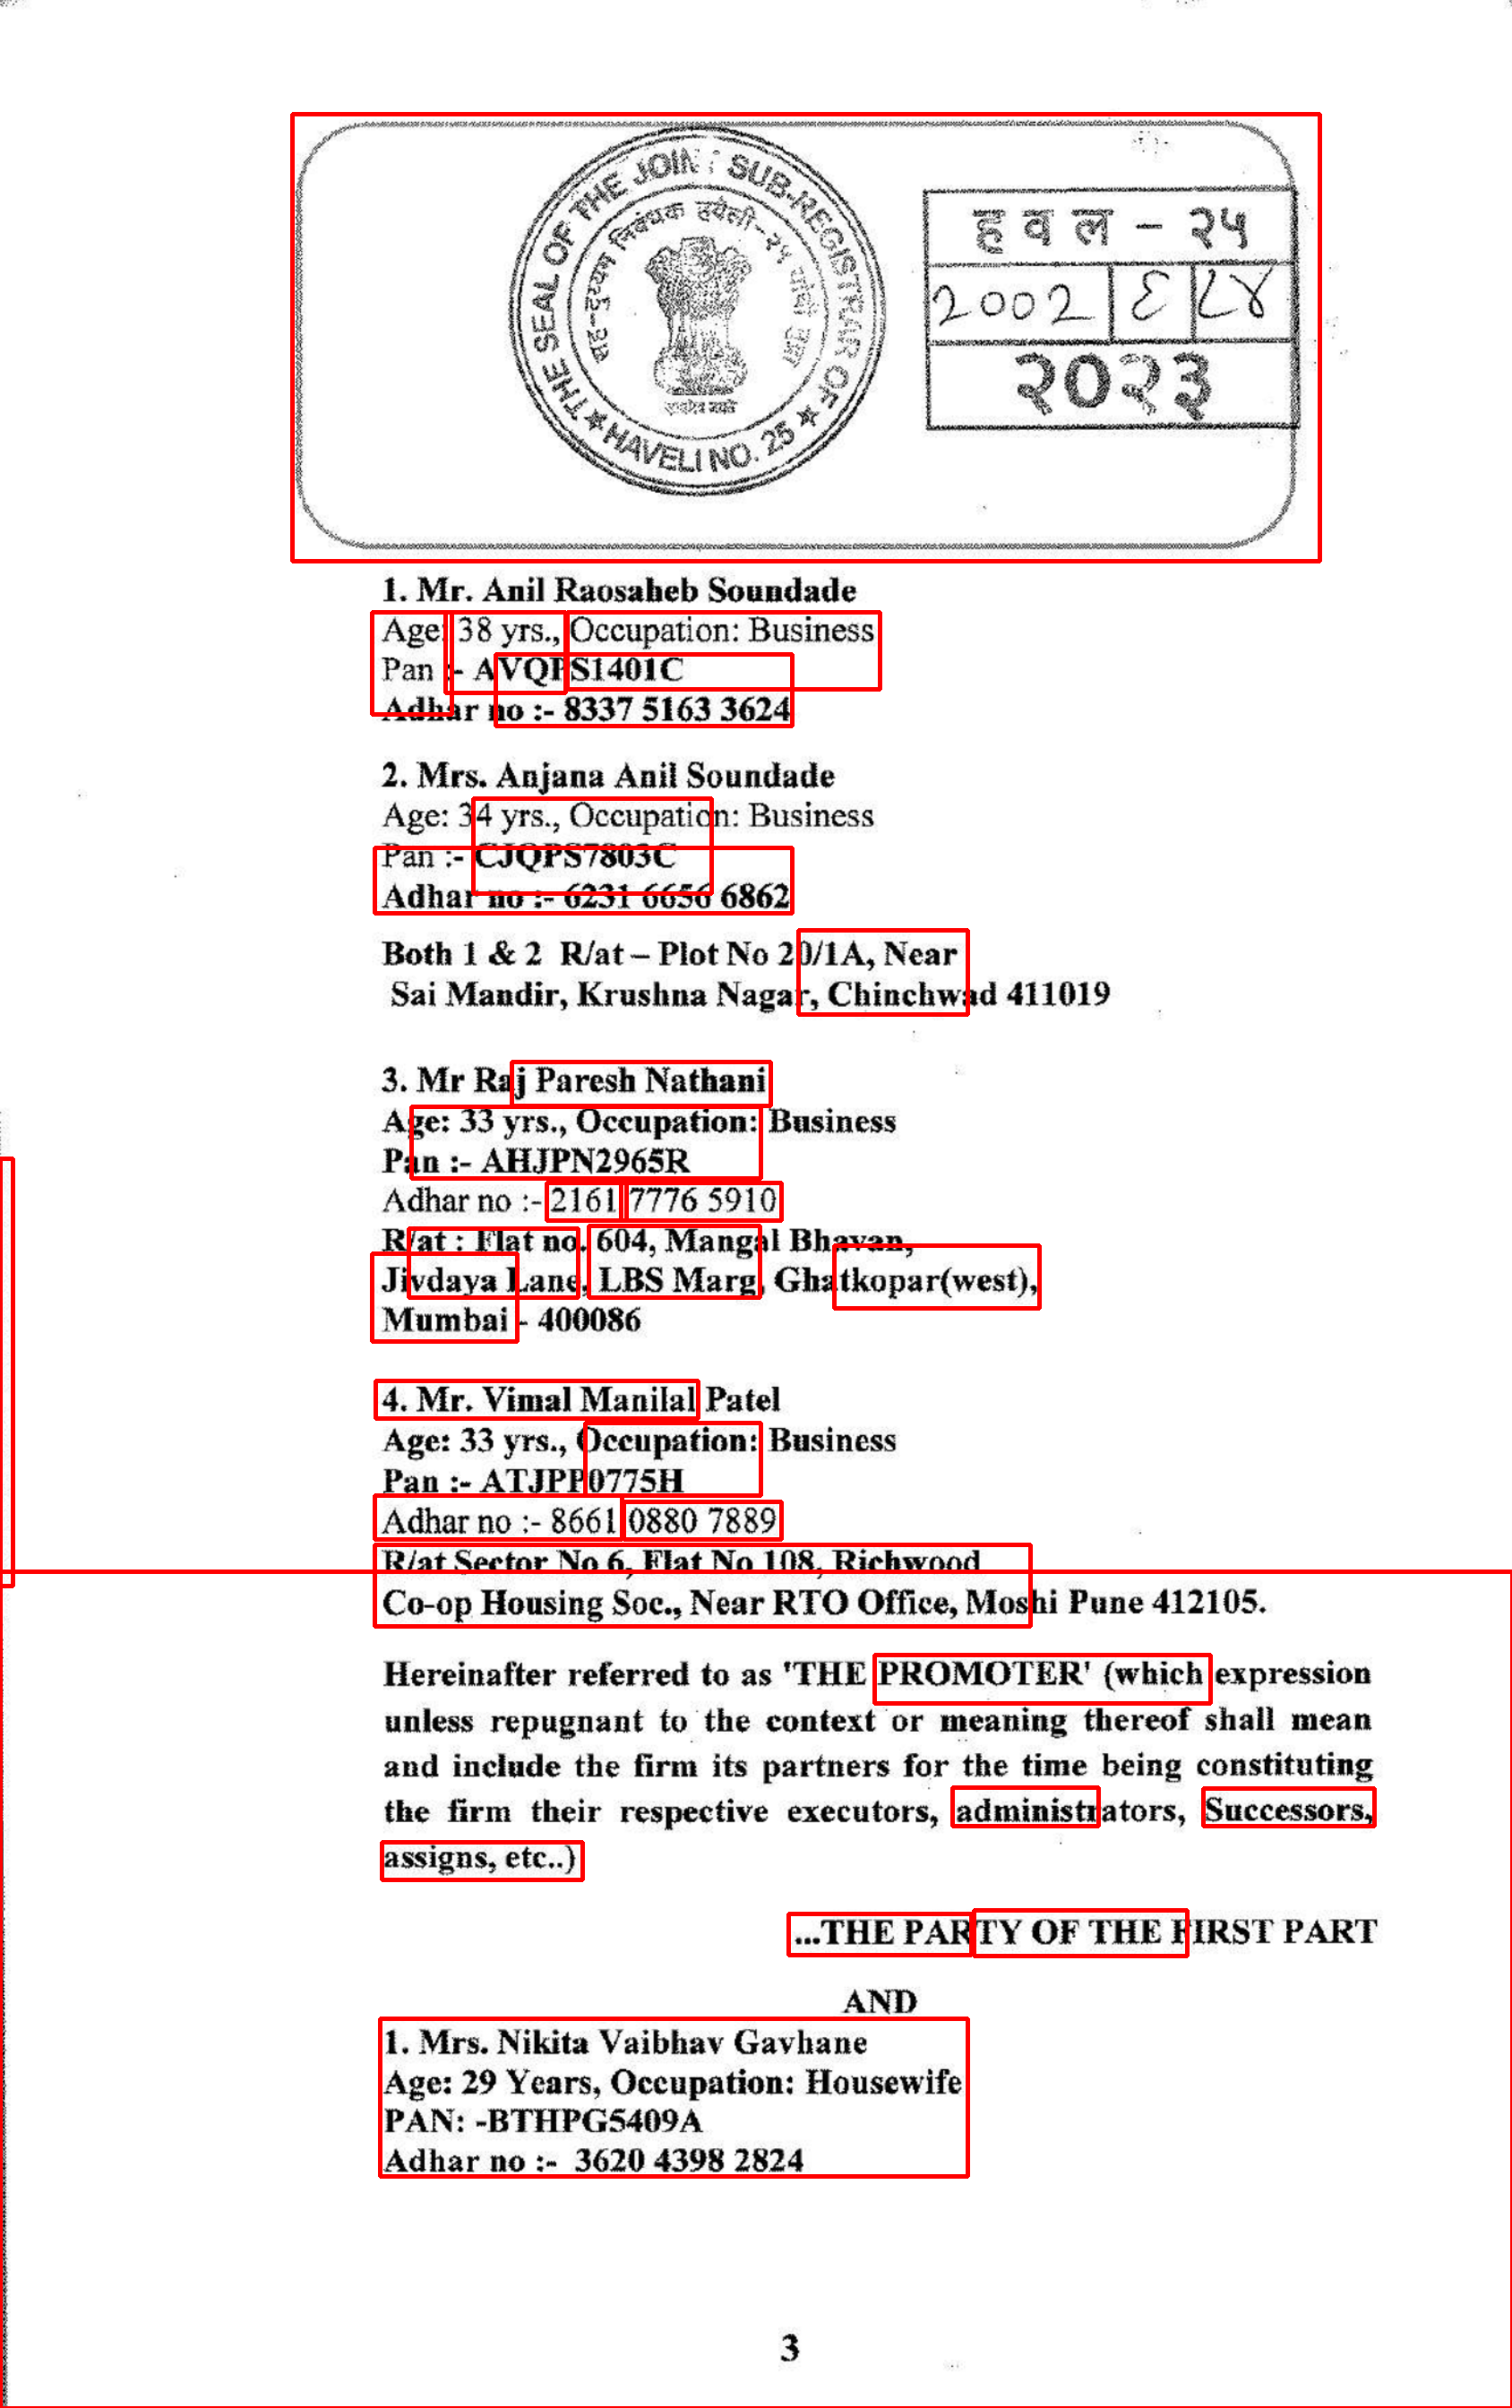 THE SEAL OF THE JOINT SUB-REGISTRAR OF
HAVELI NO. 25
सह-दुय्यम निबंधक हवेली-२५
हवल - २५
2002 ६ ८४
२०२३
1. Mr. Anil Raosaheb Soundade
Age: 38 yrs., Occupation: Business
Pan :- AVQPS1401C
Adhar no :- 8337 5163 3624
2. Mrs. Anjana Anil Soundade
Age: 34 yrs., Occupation: Business
Pan :- CJQPS7803C
Adhar no :- 6231 6656 6862
Both 1 & 2 R/at – Plot No 20/1A, Near
Sai Mandir, Krushna Nagar, Chinchwad 411019
3. Mr Raj Paresh Nathani
Age: 33 yrs., Occupation: Business
Pan :- AHJPN2965R
Adhar no :- 2161 7776 5910
R/at : Flat no. 604, Mangal Bhavan,
Jivdaya Lane, LBS Marg, Ghatkopar(west),
Mumbai - 400086
4. Mr. Vimal Manilal Patel
Age: 33 yrs., Occupation: Business
Pan :- ATJPP0775H
Adhar no :- 8661 0880 7889
R/at Sector No 6, Flat No 108, Richwood
Co-op Housing Soc., Near RTO Office, Moshi Pune 412105.
Hereinafter referred to as 'THE PROMOTER' (which expression
unless repugnant to the context or meaning thereof shall mean
and include the firm its partners for the time being constituting
the firm their respective executors, administrators, Successors,
assigns, etc..)
...THE PARTY OF THE FIRST PART
AND
1. Mrs. Nikita Vaibhav Gavhane
Age: 29 Years, Occupation: Housewife
PAN: -BTHPG5409A
Adhar no :- 3620 4398 2824
3